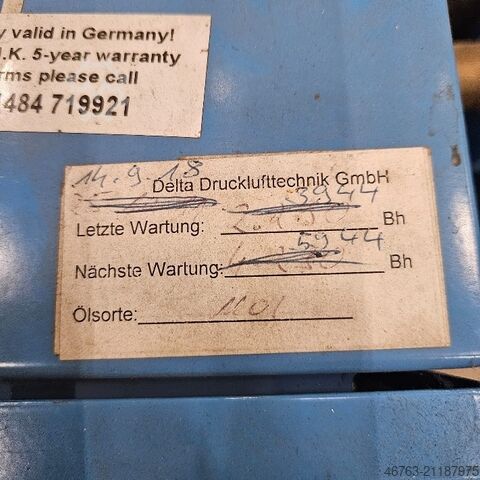 y valid in Germany!
.K. 5-year warranty
rms please call
484 719921
14.9.18
Delta Drucklufttechnik GmbH
3944
Letzte Wartung: Bh
5944
Nächste Wartung: Bh
Ölsorte:
46763-21187975